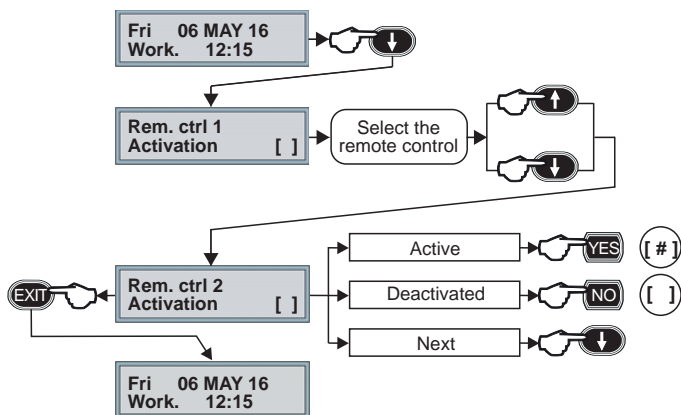 Fri 06 MAY 16
Work. 12:15
Rem. ctrl 1
Activation [ ]
Select the
remote control
Active
YES
[ # ]
EXIT
Rem. ctrl 2
Activation [ ]
Deactivated
NO
[ ]
Next
Fri 06 MAY 16
Work. 12:15